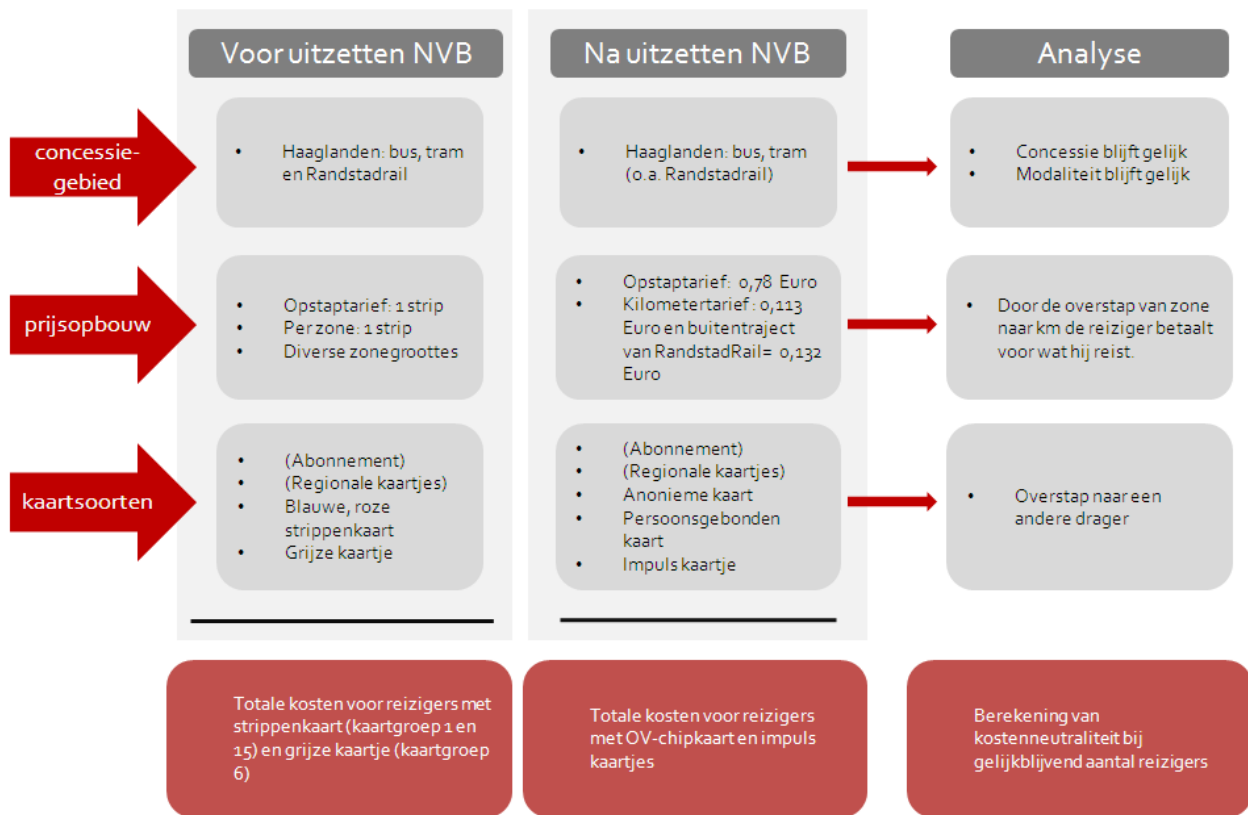 Voor uitzetten NVB
Na uitzetten NVB
Analyse
concessie-
gebied
• Haaglanden: bus, tram
en Randstadrail
• Haaglanden: bus, tram
(o.a. Randstadrail)
• Concessie blijft gelijk
• Modaliteit blijft gelijk
prijsopbouw
• Opstaptarief: 1 strip
• Per zone: 1 strip
• Diverse zonegroottes
• Opstaptarief: 0,78 Euro
• Kilometertarief: 0,113
Euro en buitentraject
van RandstadRail= 0,132
Euro
• Door de overstap van zone
naar km de reiziger betaalt
voor wat hij reist.
kaartsoorten
• (Abonnement)
• (Regionale kaartjes)
• Blauwe, roze
strippenkaart
• Grijze kaartje
• (Abonnement)
• (Regionale kaartjes)
• Anonieme kaart
• Persoonsgebonden
kaart
• Impuls kaartje
• Overstap naar een
andere drager
Totale kosten voor reizigers met
strippenkaart (kaartgroep 1 en
15) en grijze kaartje (kaartgroep
6)
Totale kosten voor reizigers
met OV-chipkaart en impuls
kaartjes
Berekening van
kostenneutraliteit bij
gelijkblijvend aantal reizigers